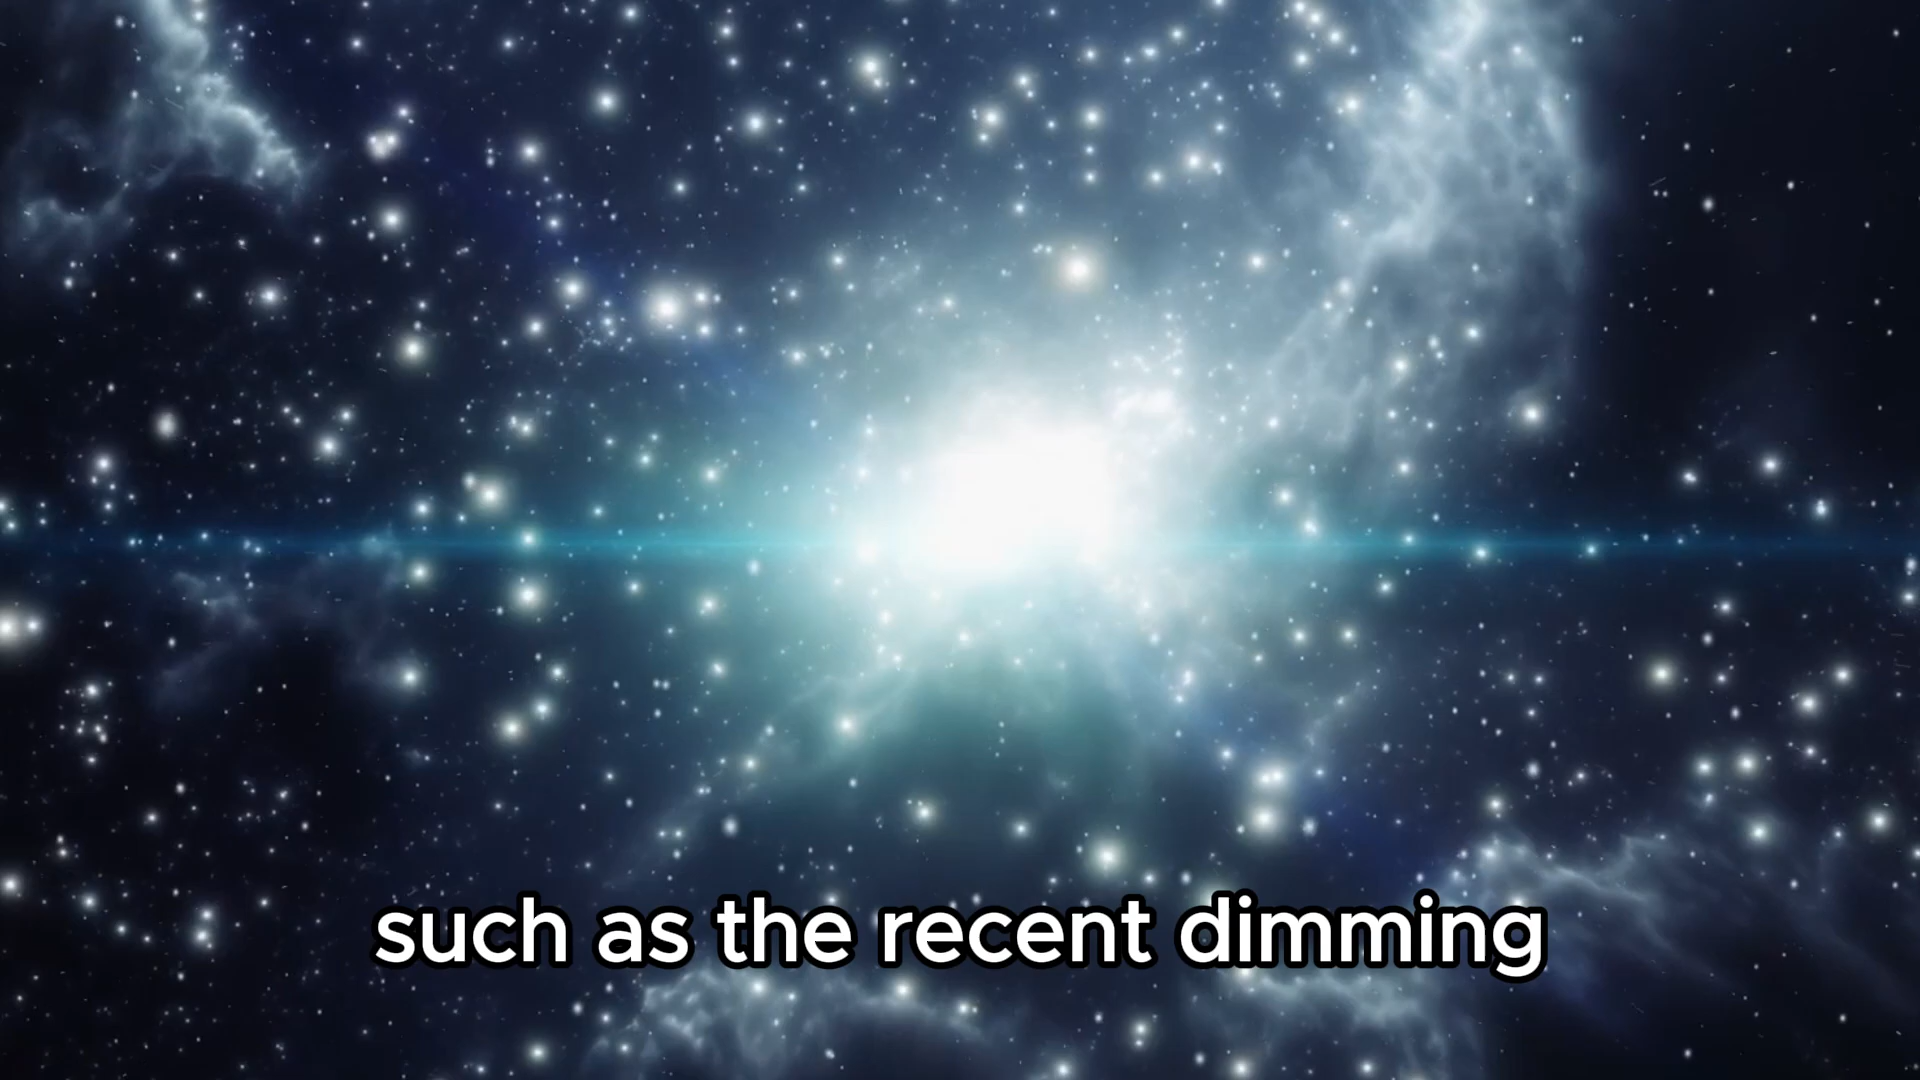 such as the recent dimming